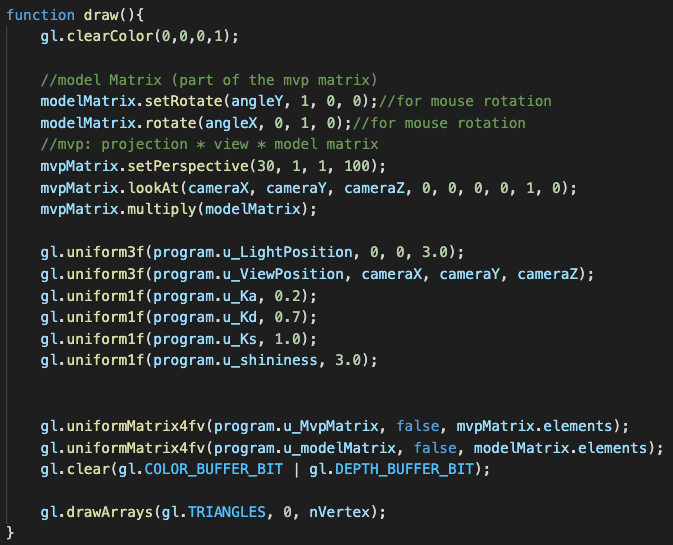 function draw(){
    gl.clearColor(0,0,0,1);

    //model Matrix (part of the mvp matrix)
    modelMatrix.setRotate(angleY, 1, 0, 0);//for mouse rotation
    modelMatrix.rotate(angleX, 0, 1, 0);//for mouse rotation
    //mvp: projection * view * model matrix
    mvpMatrix.setPerspective(30, 1, 1, 100);
    mvpMatrix.lookAt(cameraX, cameraY, cameraZ, 0, 0, 0, 0, 1, 0);
    mvpMatrix.multiply(modelMatrix);

    gl.uniform3f(program.u_LightPosition, 0, 0, 3.0);
    gl.uniform3f(program.u_ViewPosition, cameraX, cameraY, cameraZ);
    gl.uniform1f(program.u_Ka, 0.2);
    gl.uniform1f(program.u_Kd, 0.7);
    gl.uniform1f(program.u_Ks, 1.0);
    gl.uniform1f(program.u_shininess, 3.0);


    gl.uniformMatrix4fv(program.u_MvpMatrix, false, mvpMatrix.elements);
    gl.uniformMatrix4fv(program.u_modelMatrix, false, modelMatrix.elements);
    gl.clear(gl.COLOR_BUFFER_BIT | gl.DEPTH_BUFFER_BIT);

    gl.drawArrays(gl.TRIANGLES, 0, nVertex);
}